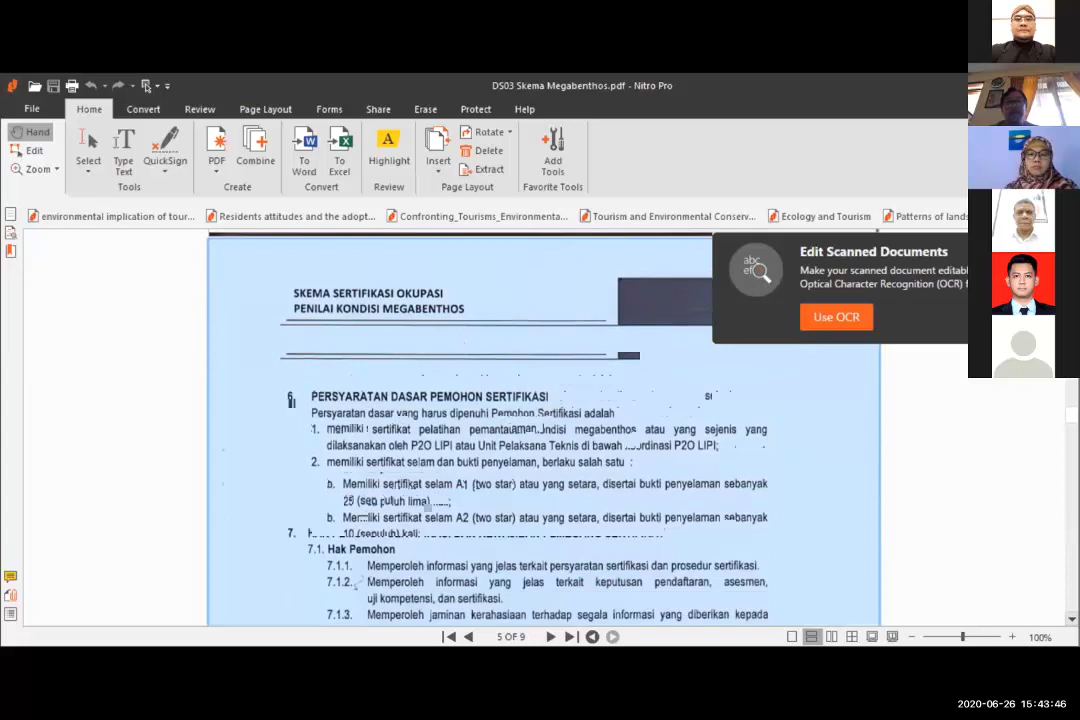 DS03 Skema Megabenthos.pdf - Nitro Pro
File Home Convert Review Page Layout Forms Share Erase Protect Help
Hand
Edit
Zoom
Select
Type Text
QuickSign
Tools
PDF
Combine
Create
To Word
To Excel
Convert
Highlight
Review
Insert
Rotate
Delete
Extract
Page Layout
Add Tools
Favorite Tools
environmental implication of tour...
Residents attitudes and the adopt...
Confronting_Tourisms_Environmenta...
Tourism and Environmental Conserv...
Ecology and Tourism
Patterns of lands
Edit Scanned Documents
Make your scanned document editabl
Optical Character Recognition (OCR) f
Use OCR
SKEMA SERTIFIKASI OKUPASI
PENILAI KONDISI MEGABENTHOS
6. PERSYARATAN DASAR PEMOHON SERTIFIKASI
Persyaratan dasar yang harus dipenuhi Pemohon Sertifikasi adalah
1. memiliki sertifikat pelatihan megabenthos atau yang sejenis yang
dilaksanakan oleh P2O LIPI atau Unit Pelaksana Teknis di bawah P2O LIPI;
2. memiliki sertifikat selam dan bukti penyelaman, berlaku salah satu :
b. Memiliki sertifikat selam A1 (two star) atau yang setara, disertai bukti penyelaman sebanyak
puluh lima)
b. Memiliki sertifikat selam A2 (two star) atau yang setara, disertai bukti penyelaman sebanyak
10 (sepuluh) kali
7.
7.1. Hak Pemohon
7.1.1. Memperoleh informasi yang jelas terkait persyaratan sertifikasi dan prosedur sertifikasi.
7.1.2. Memperoleh informasi yang jelas terkait keputusan pendaftaran, asesmen,
uji kompetensi, dan sertifikasi.
7.1.3. Memperoleh jaminan kerahasiaan terhadap segala informasi yang diberikan kepada
5 OF 9
100%
2020-06-26 15:43:46